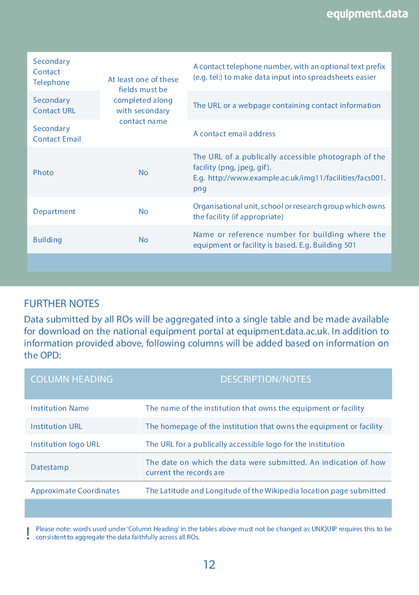 equipment.data
Secondary
Contact
Telephone
At least one of these
fields must be
completed along
with secondary
contact name
A contact telephone number, with an optional text prefix
(e.g. tel:) to make data input into spreadsheets easier
Secondary
Contact URL
The URL or a webpage containing contact information
Secondary
Contact Email
A contact email address
Photo
No
The URL of a publically accessible photograph of the
facility (png, jpeg, gif).
E.g. http://www.example.ac.uk/img11/facilities/facs001.
png
Department
No
Organisational unit, school or research group which owns
the facility (if appropriate)
Building
No
Name or reference number for building where the
equipment or facility is based. E.g. Building 501
FURTHER NOTES
Data submitted by all ROs will be aggregated into a single table and be made available
for download on the national equipment portal at equipment.data.ac.uk. In addition to
information provided above, following columns will be added based on information on
the OPD:
COLUMN HEADING
DESCRIPTION/NOTES
Institution Name
The name of the institution that owns the equipment or facility
Institution URL
The homepage of the institution that owns the equipment or facility
Institution logo URL
The URL for a publically accessible logo for the institution
Datestamp
The date on which the data were submitted. An indication of how
current the records are
Approximate Coordinates
The Latitude and Longitude of the Wikipedia location page submitted
! Please note: words used under 'Column Heading' in the tables above must not be changed as UNIQUIP requires this to be
consistent to aggregate the data faithfully across all ROs.
12